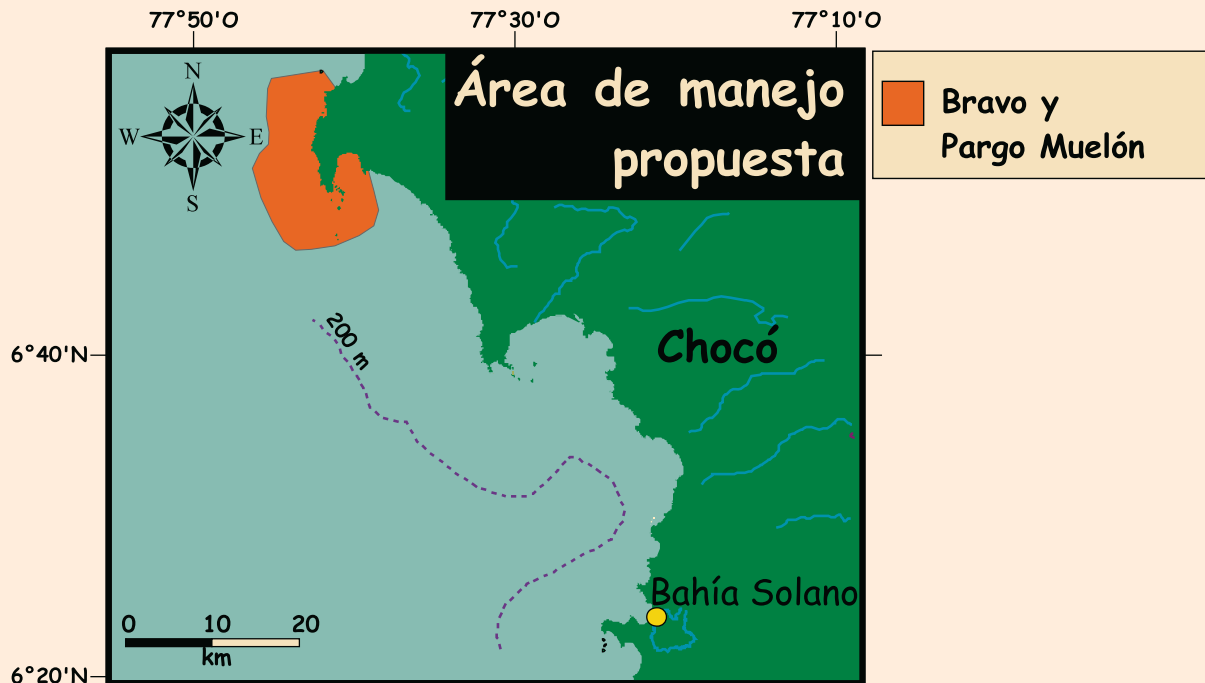 77°50'O 77°30'O 77°10'O
N
W E
S
Área de manejo
propuesta
Bravo y
Pargo Muelón
200 m
6°40'N
Chocó
Bahía Solano
0 10 20
km
6°20'N